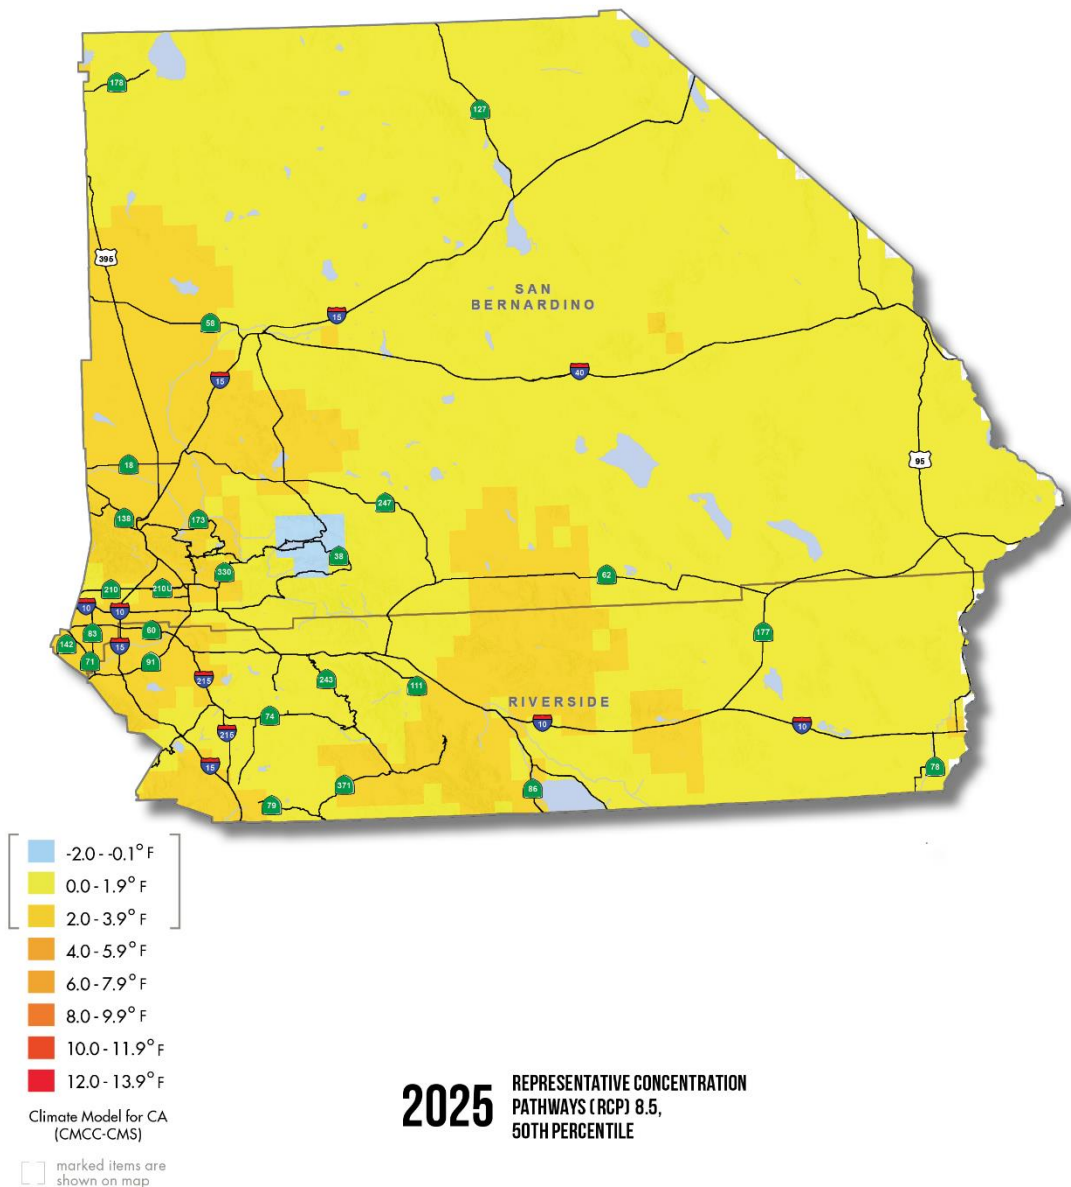 178
127
395
SAN
BERNARDINO
58
15
15
40
95
18
247
138
173
38
330
62
210
210U
10
10
83
60
142
15
71
91
177
215
243
111
RIVERSIDE
74
10
10
215
15
78
371
86
79
-2.0 - -0.1° F
0.0 - 1.9° F
2.0 - 3.9° F
4.0 - 5.9° F
6.0 - 7.9° F
8.0 - 9.9° F
10.0 - 11.9° F
12.0 - 13.9° F
Climate Model for CA
(CMCC-CMS)
marked items are
shown on map
2025
REPRESENTATIVE CONCENTRATION
PATHWAYS (RCP) 8.5,
50TH PERCENTILE